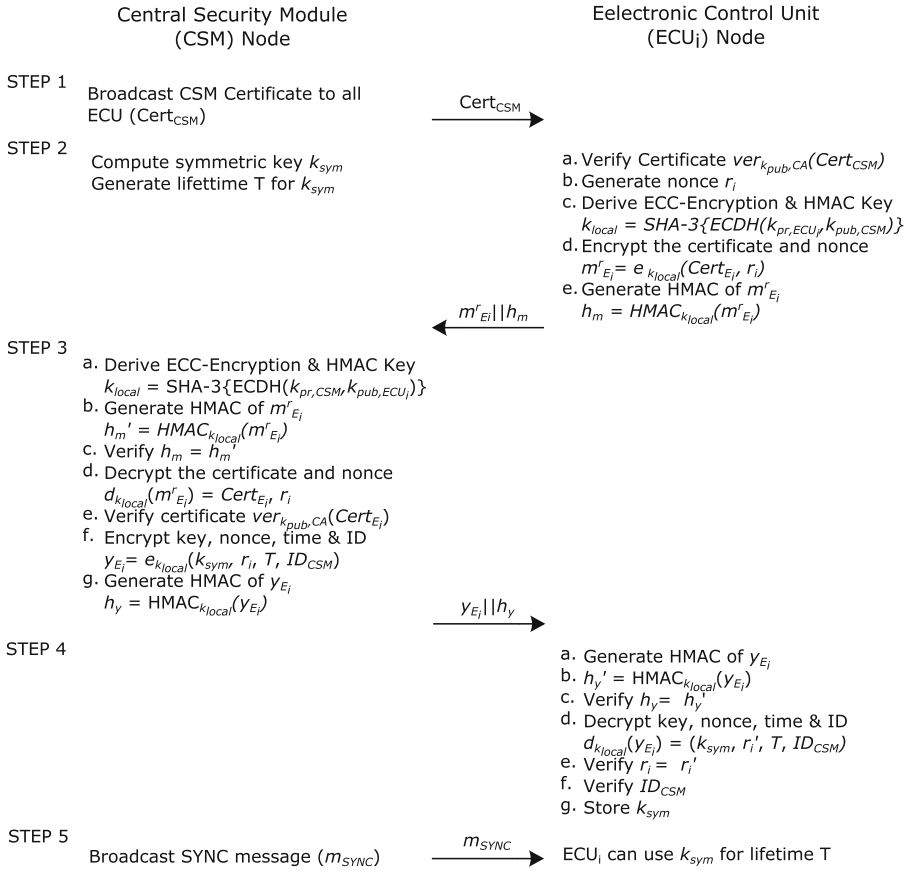 Central Security Module
(CSM) Node
Eelectronic Control Unit
(ECUi) Node
STEP 1
Broadcast CSM Certificate to all
ECU (CertCSM)
CertCSM
STEP 2
Compute symmetric key ksym
Generate lifettime T for ksym
a. Verify Certificate verkpub,CA(CertCSM)
b. Generate nonce ri
c. Derive ECC-Encryption & HMAC Key
klocal = SHA-3{ECDH(kpr,ECUi,kpub,CSM)}
d. Encrypt the certificate and nonce
mrEi= e klocal(CertEi, ri)
e. Generate HMAC of mrEi
hm = HMACklocal(mrEi)
mrEi||hm
STEP 3
a. Derive ECC-Encryption & HMAC Key
klocal = SHA-3{ECDH(kpr,CSM,kpub,ECUi)}
b. Generate HMAC of mrEi
hm' = HMACklocal(mrEi)
c. Verify hm = hm'
d. Decrypt the certificate and nonce
dklocal(mrEi) = CertEi, ri
e. Verify certificate verkpub,CA(CertEi)
f. Encrypt key, nonce, time & ID
yEi= eklocal(ksym, ri, T, IDCSM)
g. Generate HMAC of yEi
hy = HMACklocal(yEi)
yEi||hy
STEP 4
a. Generate HMAC of yEi
b. hy' = HMACklocal(yEi)
c. Verify hy= hy'
d. Decrypt key, nonce, time & ID
dklocal(yEi) = (ksym, ri', T, IDCSM)
e. Verify ri = ri'
f. Verify IDCSM
g. Store ksym
STEP 5
Broadcast SYNC message (mSYNC)
mSYNC
ECUi can use ksym for lifetime T